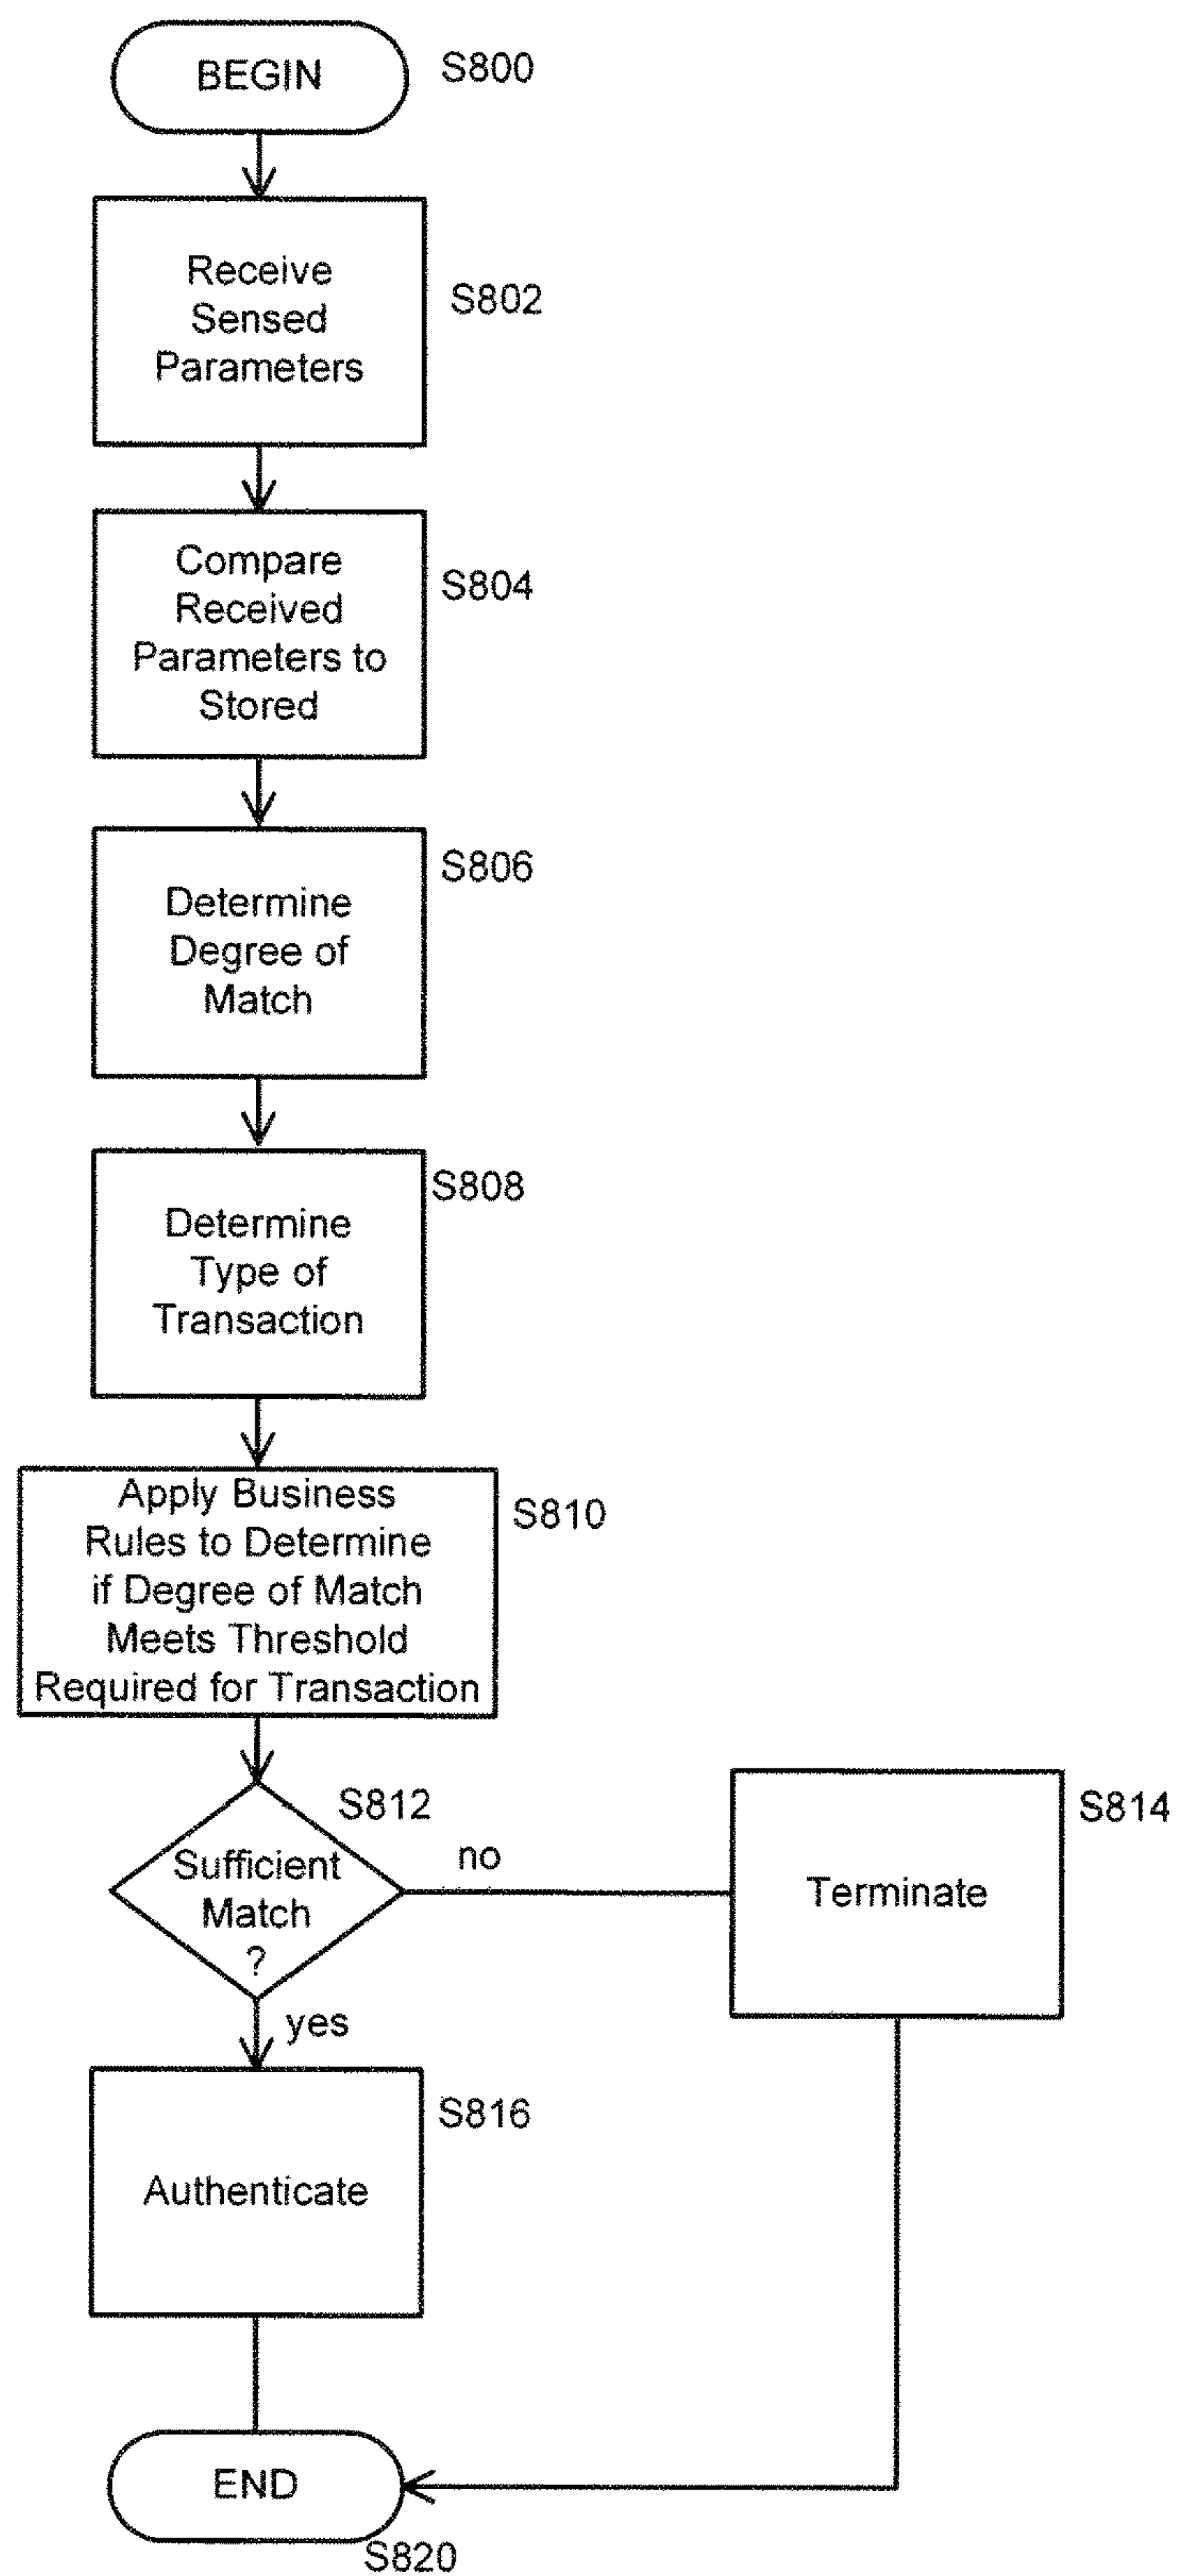 BEGIN
S800
Receive
Sensed
Parameters
S802
Compare
Received
Parameters to
Stored
S804
Determine
Degree of
Match
S806
Determine
Type of
Transaction
S808
Apply Business
Rules to Determine
if Degree of Match
Meets Threshold
Required for Transaction
S810
Sufficient
Match
?
S812
no
Terminate
S814
yes
Authenticate
S816
END
S820